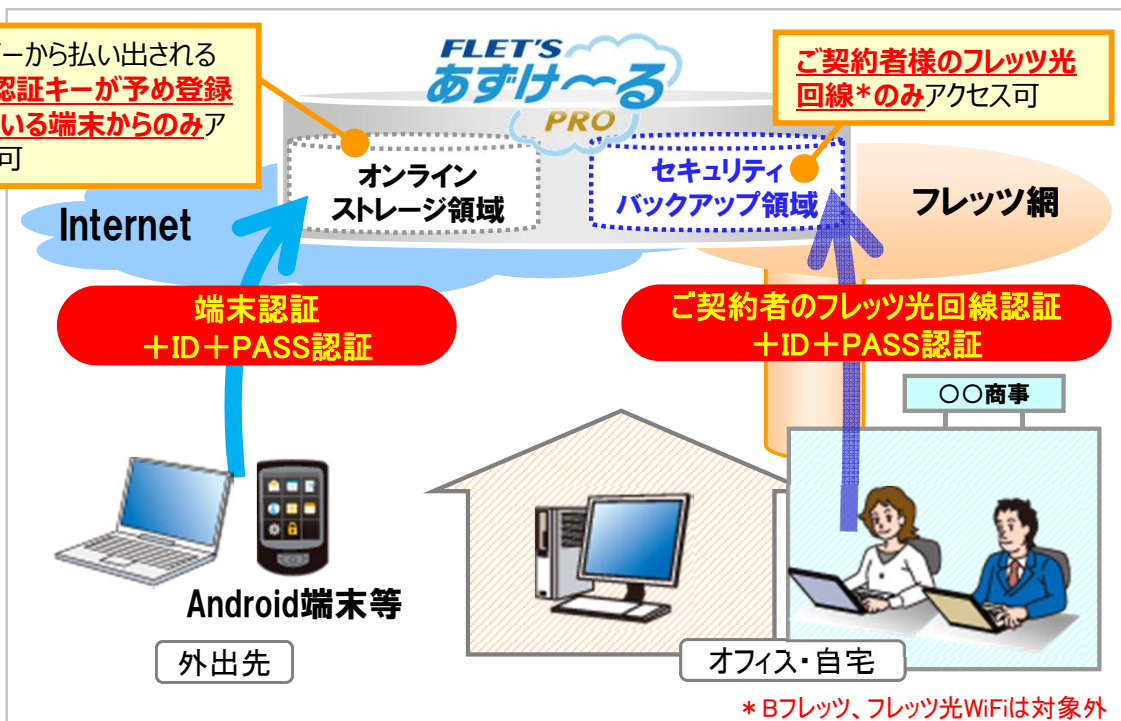 ーから払い出される
認証キーが予め登録
いる端末からのみア
可
FLET'S
あずけ〜る
PRO
ご契約者様のフレッツ光
回線*のみアクセス可
オンライン
ストレージ領域
セキュリティ
バックアップ領域
Internet
フレッツ網
端末認証
＋ID＋PASS認証
ご契約者のフレッツ光回線認証
＋ID＋PASS認証
〇〇商事
Android端末等
外出先
オフィス・自宅
＊Bフレッツ、フレッツ光WiFiは対象外